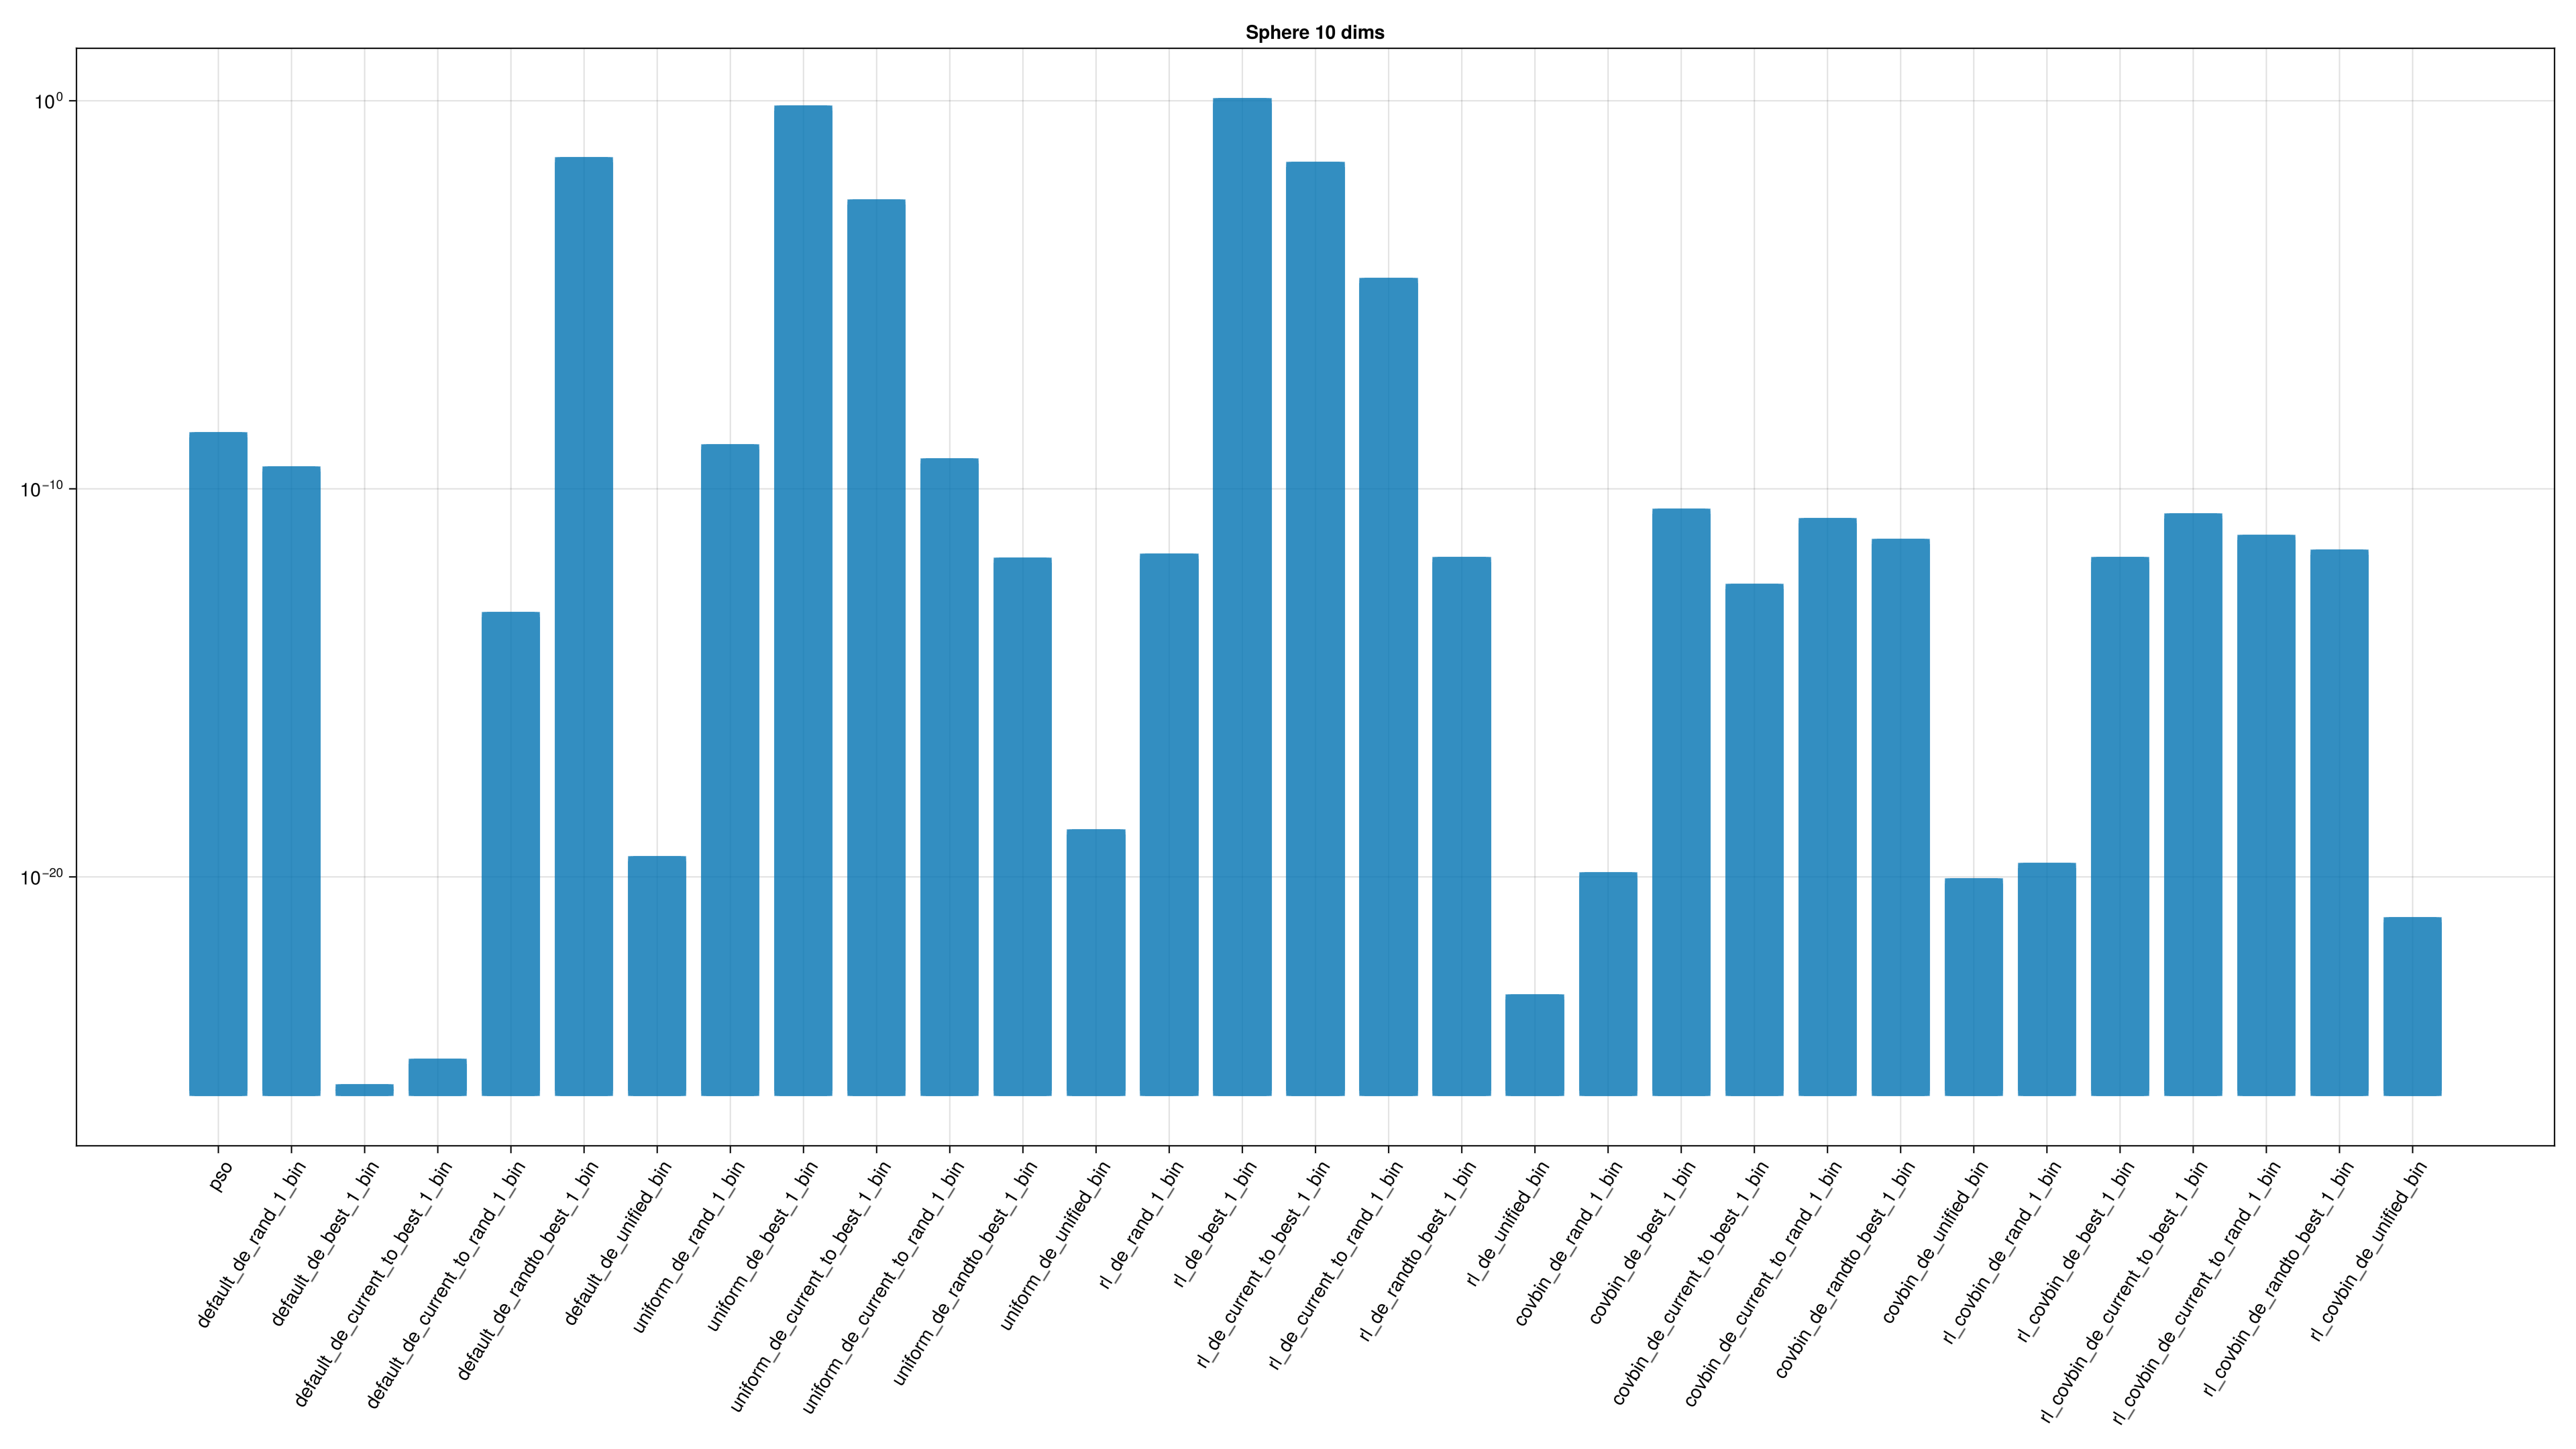 Sphere 10 dims
10⁰
10⁻¹⁰
10⁻²⁰
pso
default_de_rand_1_bin
default_de_best_1_bin
default_de_current_to_best_1_bin
default_de_current_to_rand_1_bin
default_de_randto_best_1_bin
default_de_unified_bin
uniform_de_rand_1_bin
uniform_de_best_1_bin
uniform_de_current_to_best_1_bin
uniform_de_current_to_rand_1_bin
uniform_de_randto_best_1_bin
uniform_de_unified_bin
rl_de_rand_1_bin
rl_de_best_1_bin
rl_de_current_to_best_1_bin
rl_de_current_to_rand_1_bin
rl_de_randto_best_1_bin
rl_de_unified_bin
covbin_de_rand_1_bin
covbin_de_best_1_bin
covbin_de_current_to_best_1_bin
covbin_de_current_to_rand_1_bin
covbin_de_randto_best_1_bin
covbin_de_unified_bin
rl_covbin_de_rand_1_bin
rl_covbin_de_best_1_bin
rl_covbin_de_current_to_best_1_bin
rl_covbin_de_current_to_rand_1_bin
rl_covbin_de_randto_best_1_bin
rl_covbin_de_unified_bin